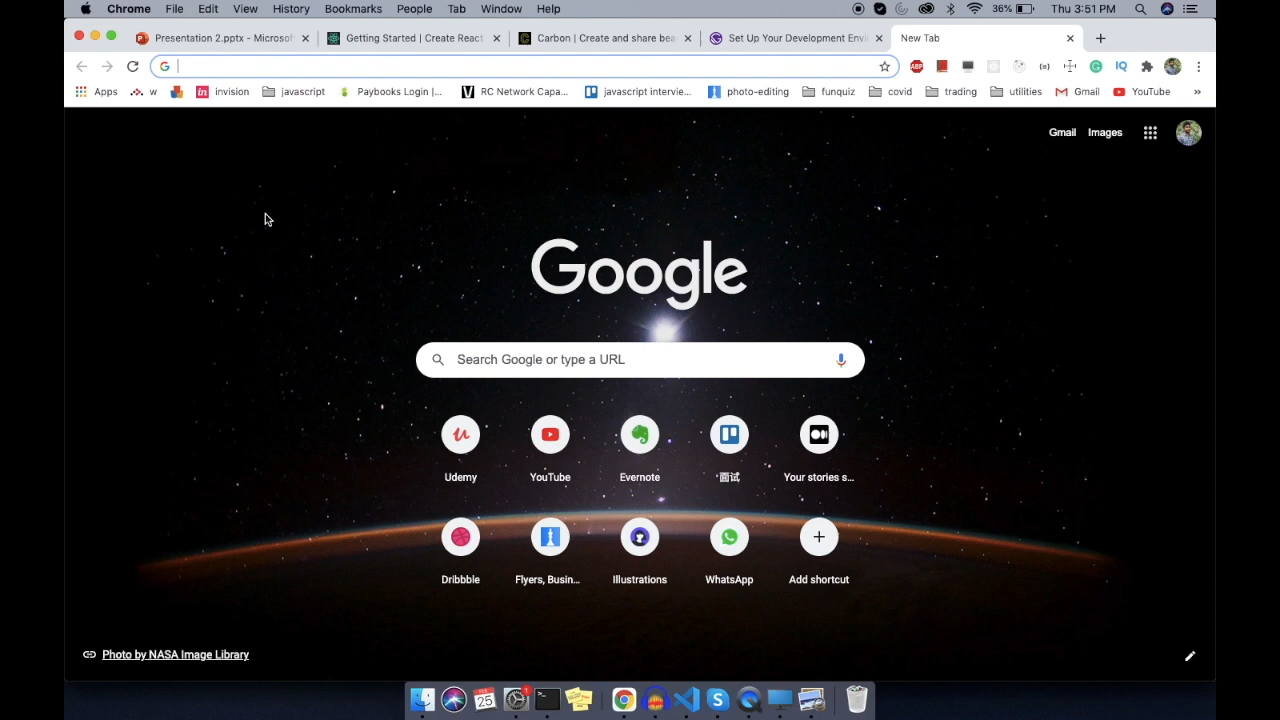 Chrome File Edit View History Bookmarks People Tab Window Help 36% Thu 3:51 PM
Presentation 2.pptx - Microsof Getting Started | Create React Carbon | Create and share bea Set Up Your Development Envi New Tab
Apps w invision javascript Paybooks Login |... RC Network Capa... javascript intervie... photo-editing funquiz covid trading utilities Gmail YouTube »
Gmail Images
Google
Search Google or type a URL
Udemy YouTube Evernote 面试 Your stories s...
Dribbble Flyers, Busin... Illustrations WhatsApp Add shortcut
Photo by NASA Image Library